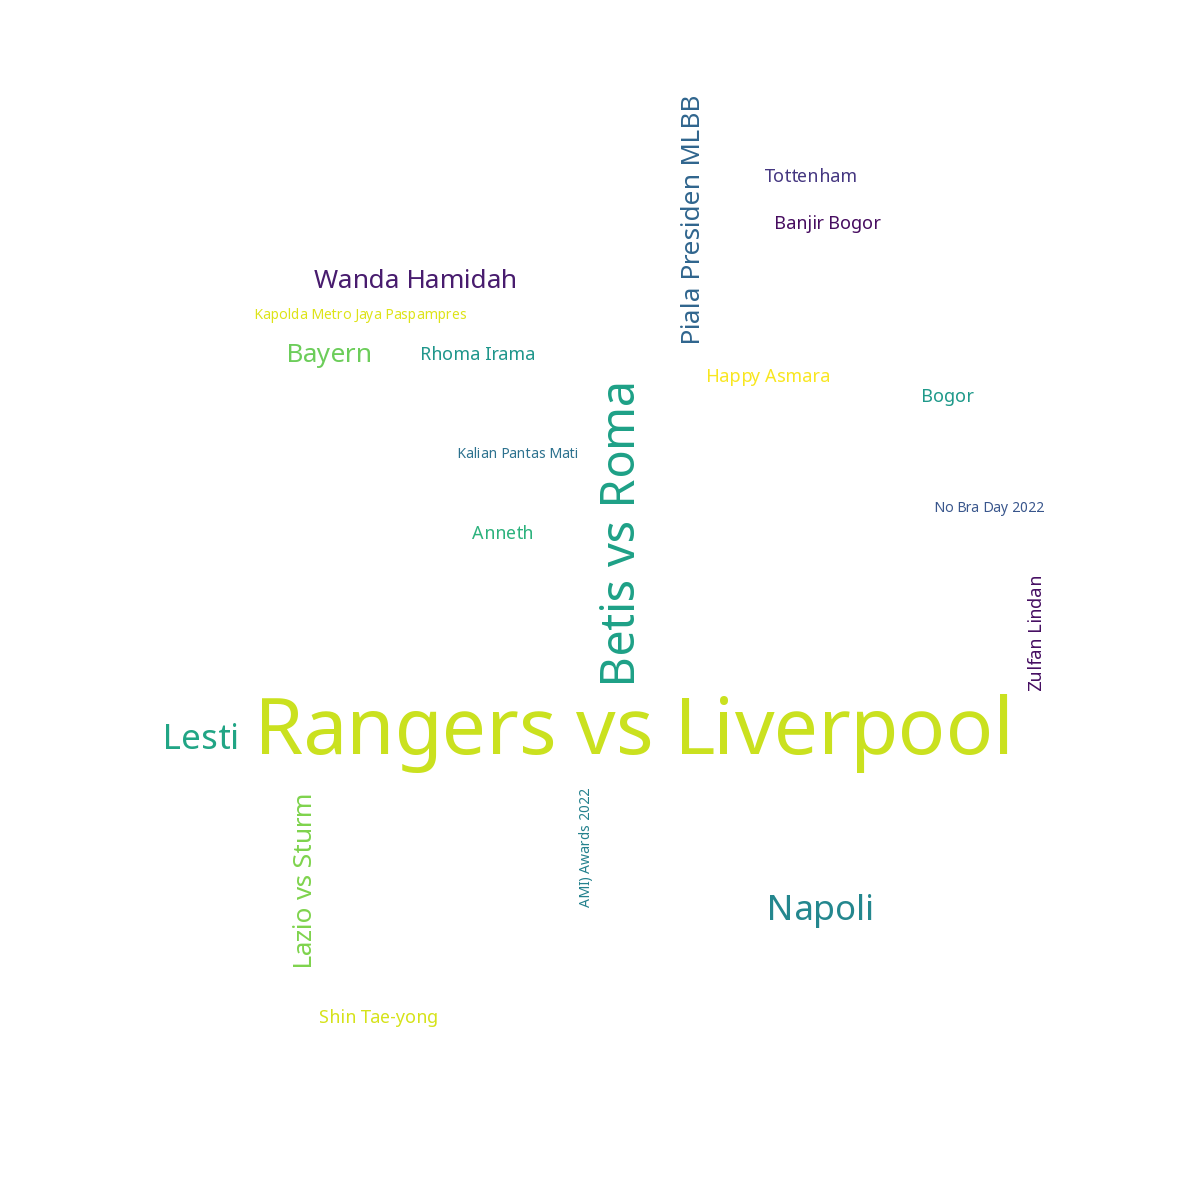 Piala Presiden MLBB
Tottenham
Banjir Bogor
Wanda Hamidah
Kapolda Metro Jaya Paspampres
Bayern
Rhoma Irama
Happy Asmara
Bogor
Betis vs Roma
Kalian Pantas Mati
No Bra Day 2022
Anneth
Zulfan Lindan
Lesti
Rangers vs Liverpool
Lazio vs Sturm
AMI) Awards 2022
Napoli
Shin Tae-yong